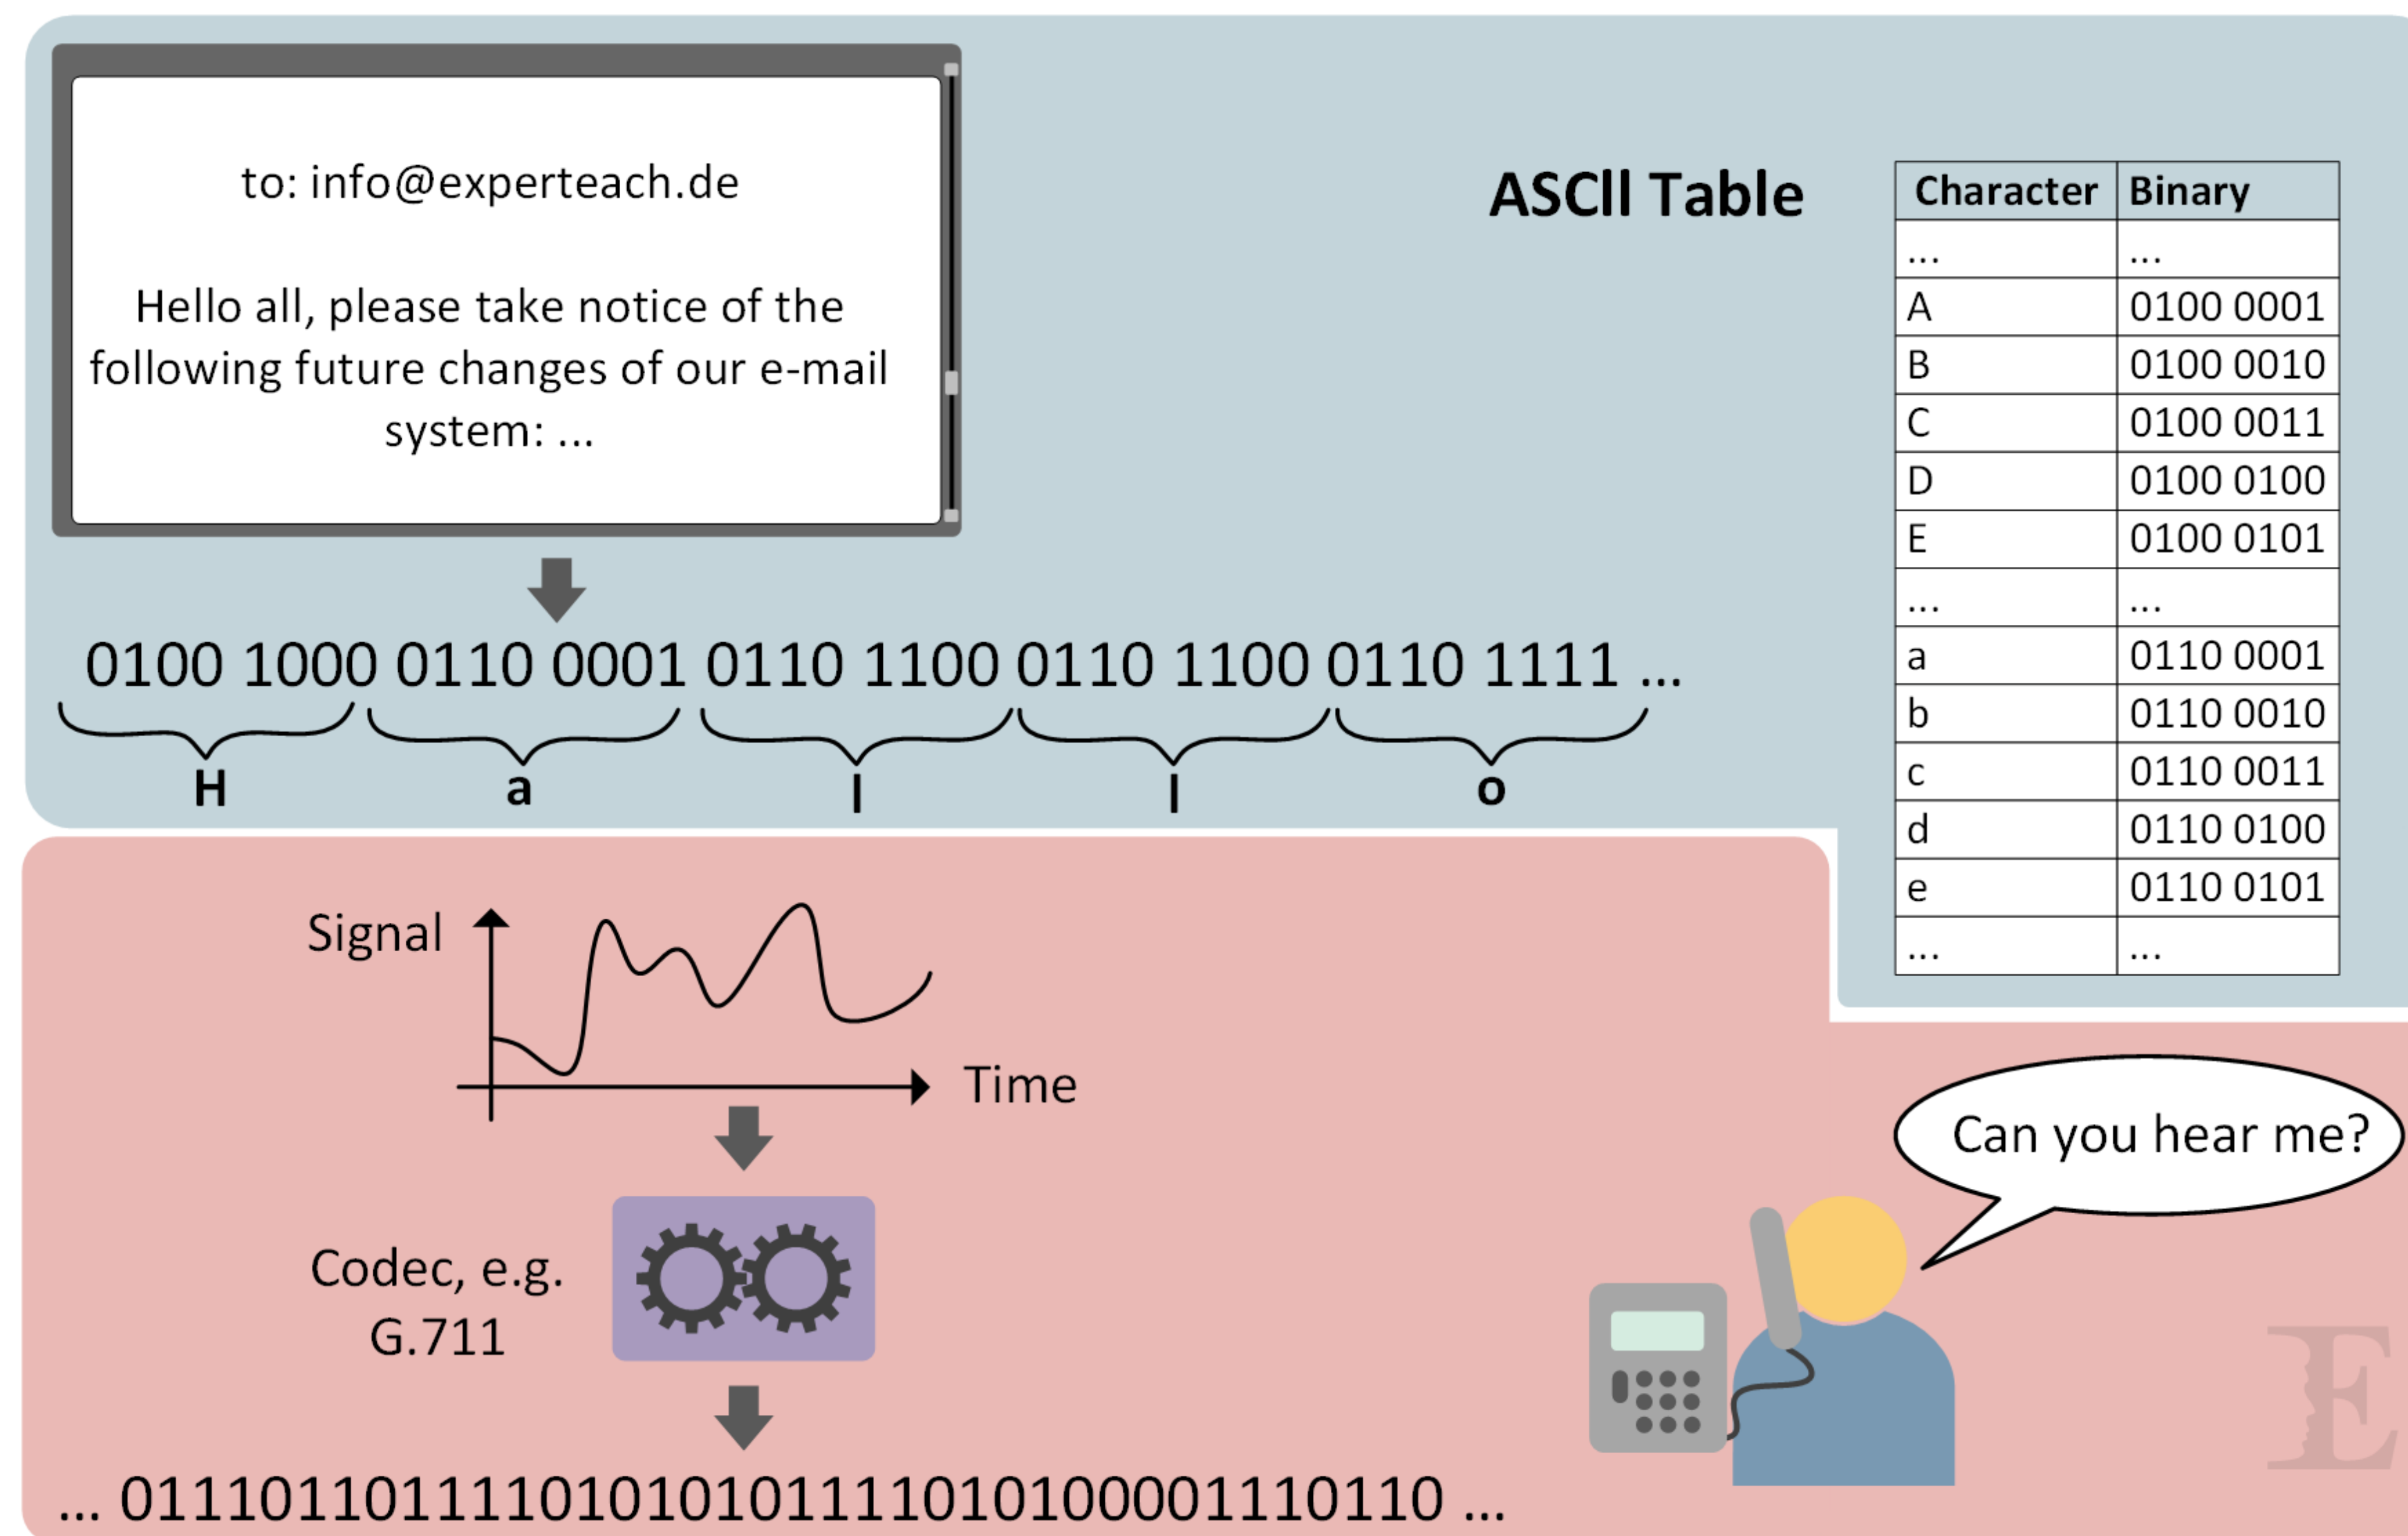 to: info@experteach.de
Hello all, please take notice of the
following future changes of our e-mail
system: ...
ASCII Table
Character Binary
... ...
A 0100 0001
B 0100 0010
C 0100 0011
D 0100 0100
E 0100 0101
... ...
a 0110 0001
b 0110 0010
c 0110 0011
d 0110 0100
e 0110 0101
... ...
0100 1000 0110 0001 0110 1100 0110 1100 0110 1111 ...
H a l l o
Signal
Time
Codec, e.g.
G.711
... 01110110111101010101111010100001110110 ...
Can you hear me?
E